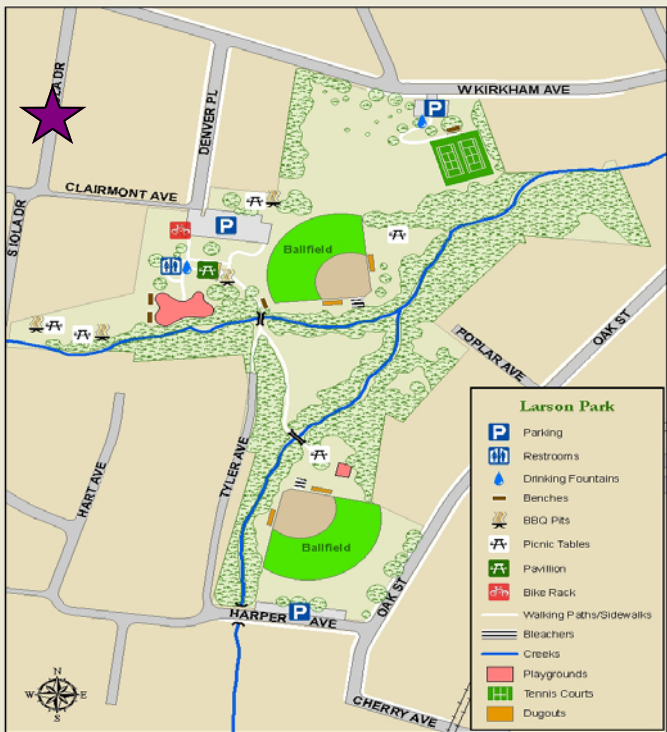 W KIRKHAM AVE
DENVER PL
CLAIRMONT AVE
S IOLA DR
Ballfield
POPLAR AVE
OAK ST
HART AVE
TYLER AVE
Ballfield
OAK ST
HARPER AVE
CHERRY AVE
P
P
P
N
W E
S
Larson Park
P Parking
Restrooms
Drinking Fountains
Benches
BBQ Pits
Picnic Tables
Pavillion
Bike Rack
Walking Paths/Sidewalks
Bleachers
Creeks
Playgrounds
Tennis Courts
Dugouts